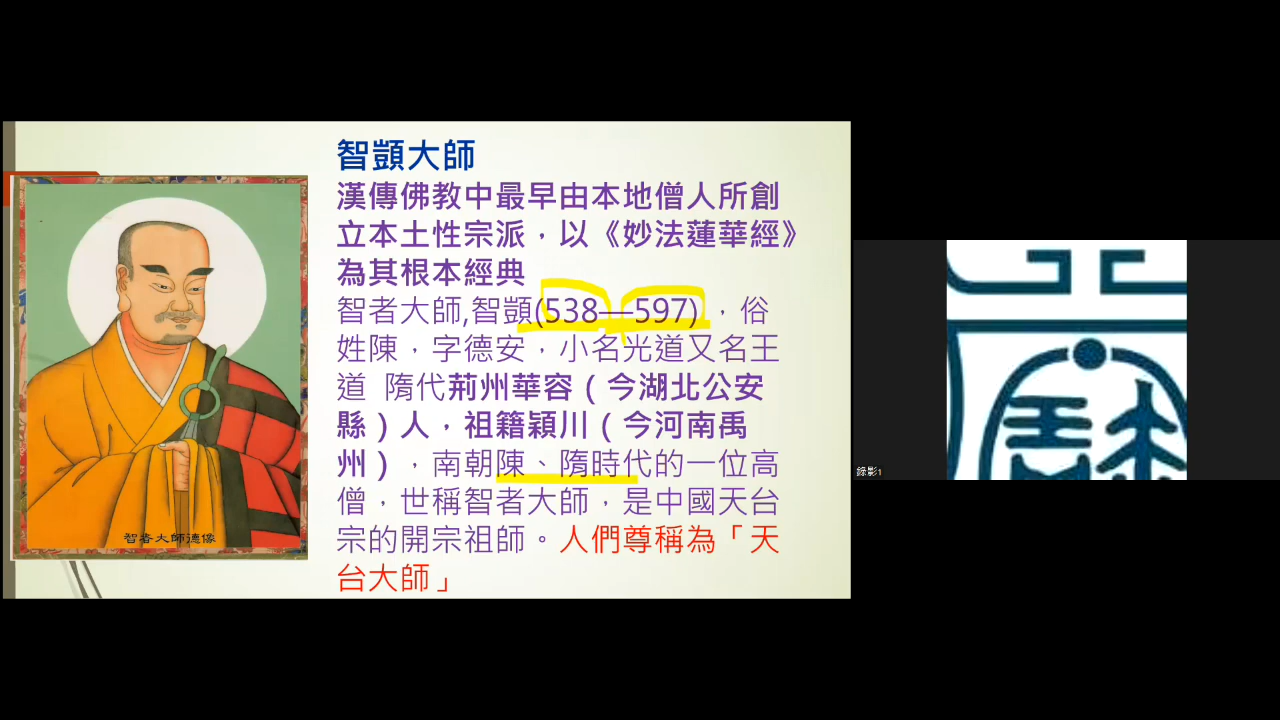 智顗大師
漢傳佛教中最早由本地僧人所創
立本土性宗派，以《妙法蓮華經》
為其根本經典
智者大師,智顗(538—597) ，俗
姓陳，字德安，小名光道又名王
道 隋代荊州華容（今湖北公安
縣）人，祖籍穎川（今河南禹
州），南朝陳、隋時代的一位高
僧，世稱智者大師，是中國天台
宗的開宗祖師。人們尊稱為「天
台大師」
智者大師德像
錄影1